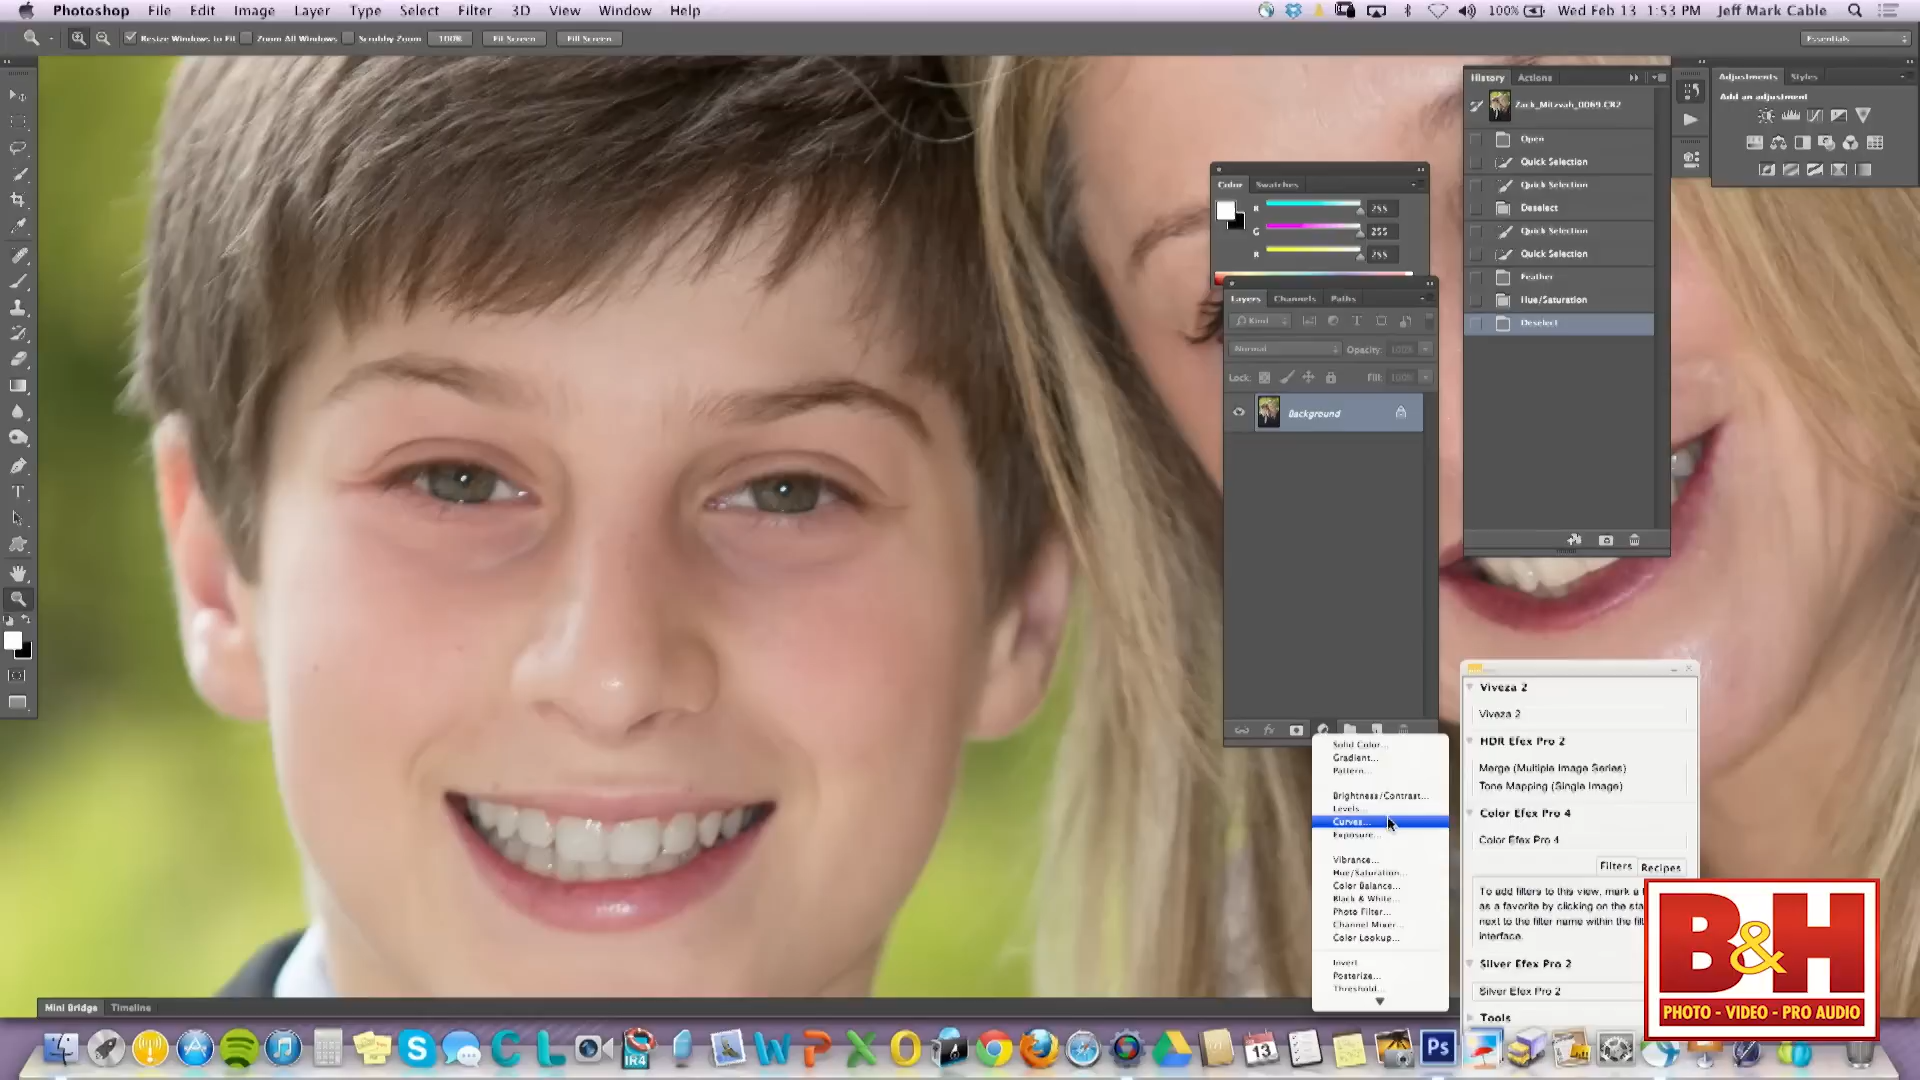 Photoshop File Edit Image Layer Type Select Filter 3D View Window Help
100% Wed Feb 13 1:53 PM Jeff Mark Cable
Resize Windows to Fit Zoom All Windows Scrubby Zoom 100% Fit Screen Fill Screen Essentials
History Actions
Zack_Mitzvah_0069.CR2
Open
Quick Selection
Quick Selection
Deselect
Quick Selection
Quick Selection
Feather
Hue/Saturation
Deselect
Adjustments Styles
Add an adjustment
Color Swatches
R 255
G 255
255
Layers Channels Paths
Kind
Normal Opacity: 100%
Lock: Fill: 100%
Background
fx
Solid Color...
Gradient...
Pattern...
Brightness/Contrast...
Levels...
Curves...
Exposure...
Vibrance...
Hue/Saturation...
Color Balance...
Black & White...
Photo Filter...
Channel Mixer...
Color Lookup...
Invert
Posterize...
Threshold...
Viveza 2
Viveza 2
HDR Efex Pro 2
Merge (Multiple Image Series)
Tone Mapping (Single Image)
Color Efex Pro 4
Color Efex Pro 4
Filters Recipes
To add filters to this view, mark a
as a favorite by clicking on the sta
next to the filter name within the filt
interface.
Silver Efex Pro 2
Silver Efex Pro 2
Tools
B&H
PHOTO - VIDEO - PRO AUDIO
Mini Bridge Timeline
IR4
13
Ps